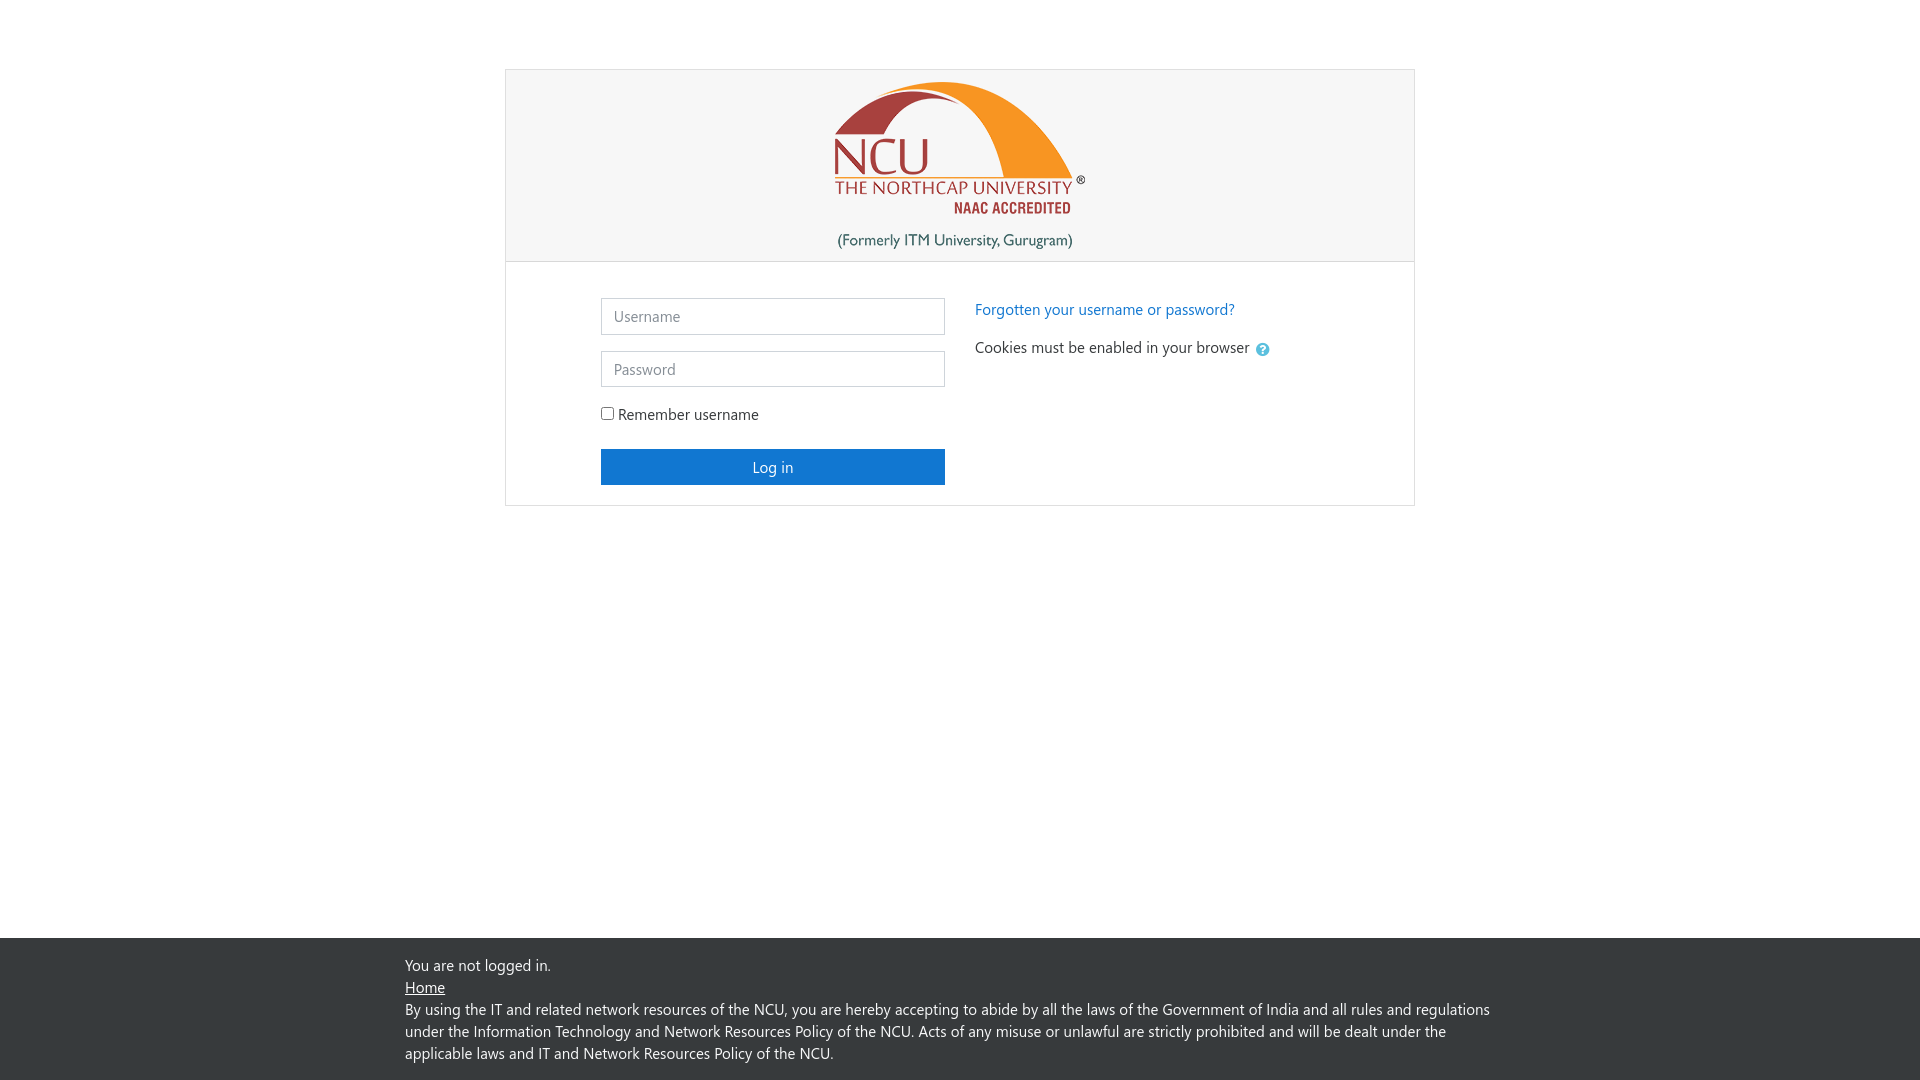 NCU
THE NORTHCAP UNIVERSITY ®
NAAC ACCREDITED
(Formerly ITM University, Gurugram)
Username
Password
Remember username
Log in
Forgotten your username or password?
Cookies must be enabled in your browser ?
You are not logged in.
Home
By using the IT and related network resources of the NCU, you are hereby accepting to abide by all the laws of the Government of India and all rules and regulations
under the Information Technology and Network Resources Policy of the NCU. Acts of any misuse or unlawful are strictly prohibited and will be dealt under the
applicable laws and IT and Network Resources Policy of the NCU.